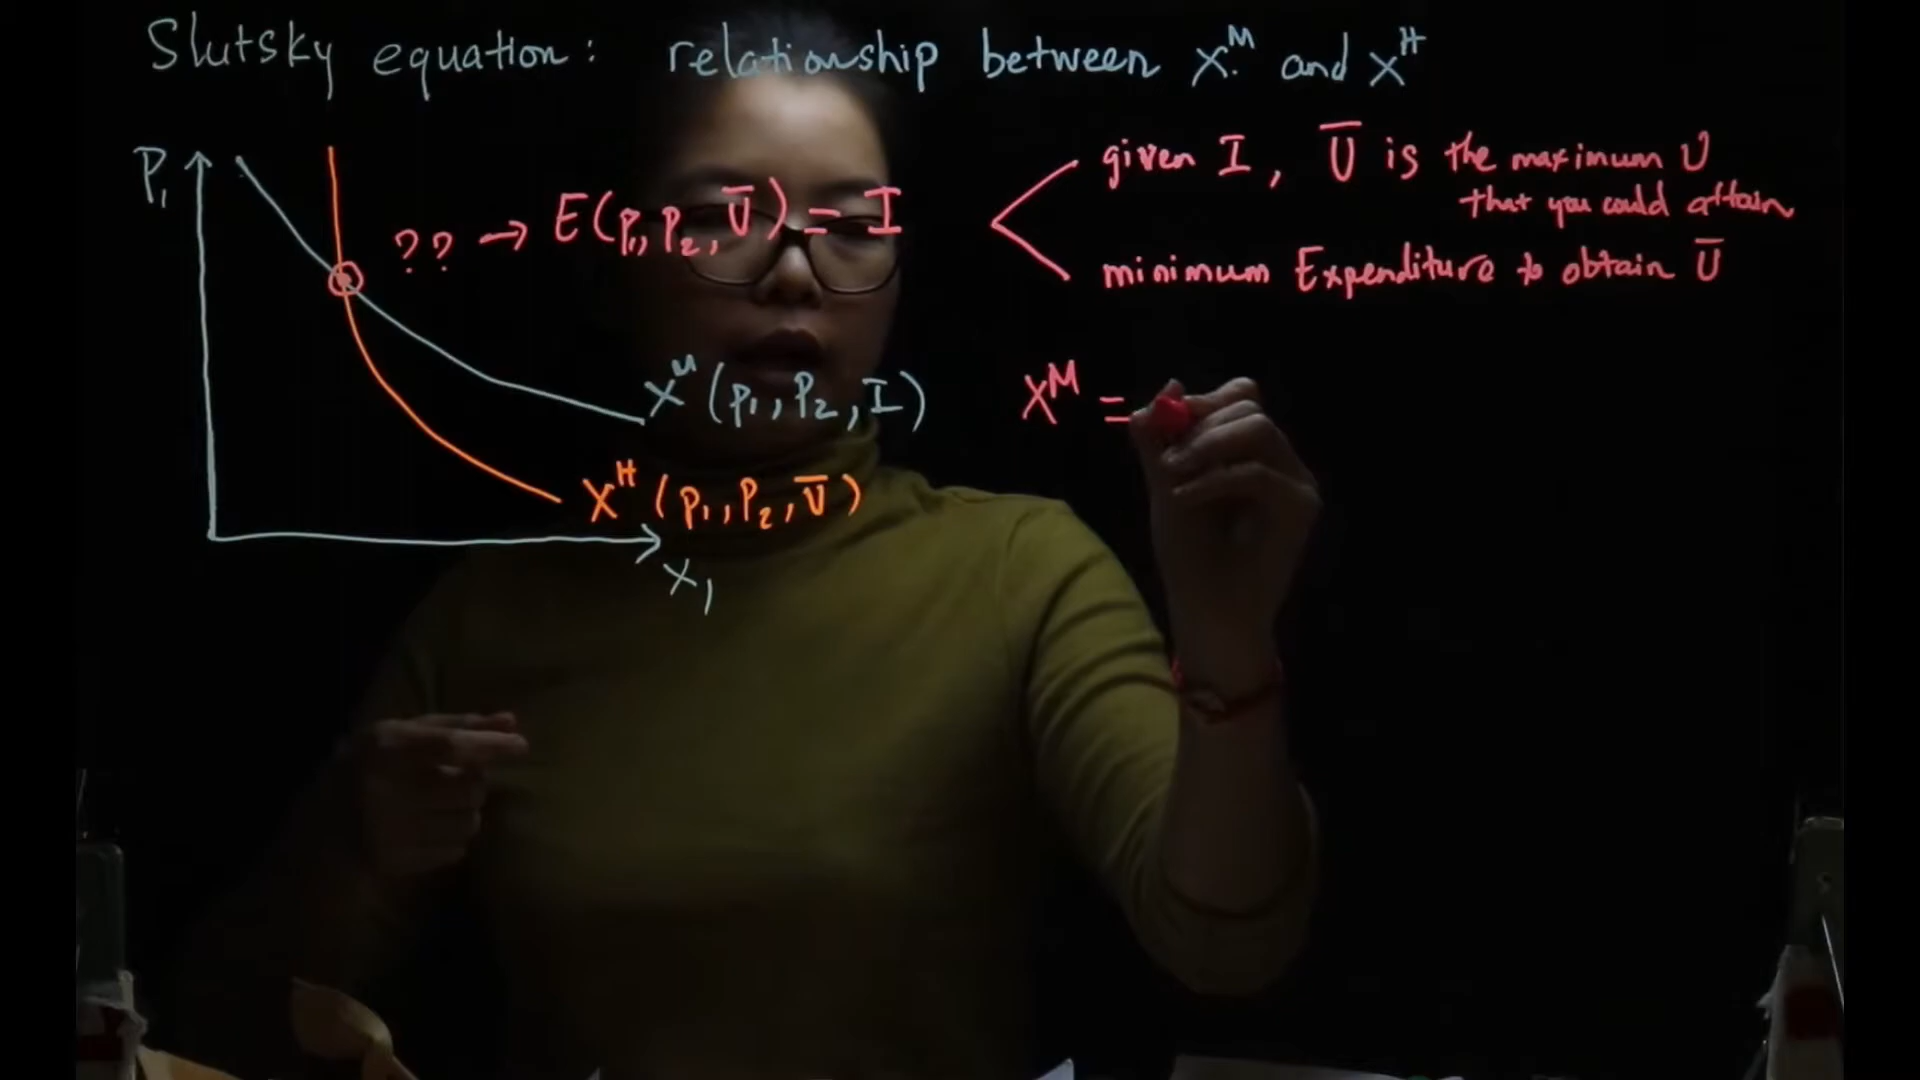 Slutsky equation: relationship between X^M and X^H
P₁
?? → E(P₁, P₂, Ū) = I
given I, Ū is the maximum U
that you could attain
minimum Expenditure to obtain Ū
X^M (P₁, P₂, I)
X^M =
X^H (P₁, P₂, Ū)
X₁